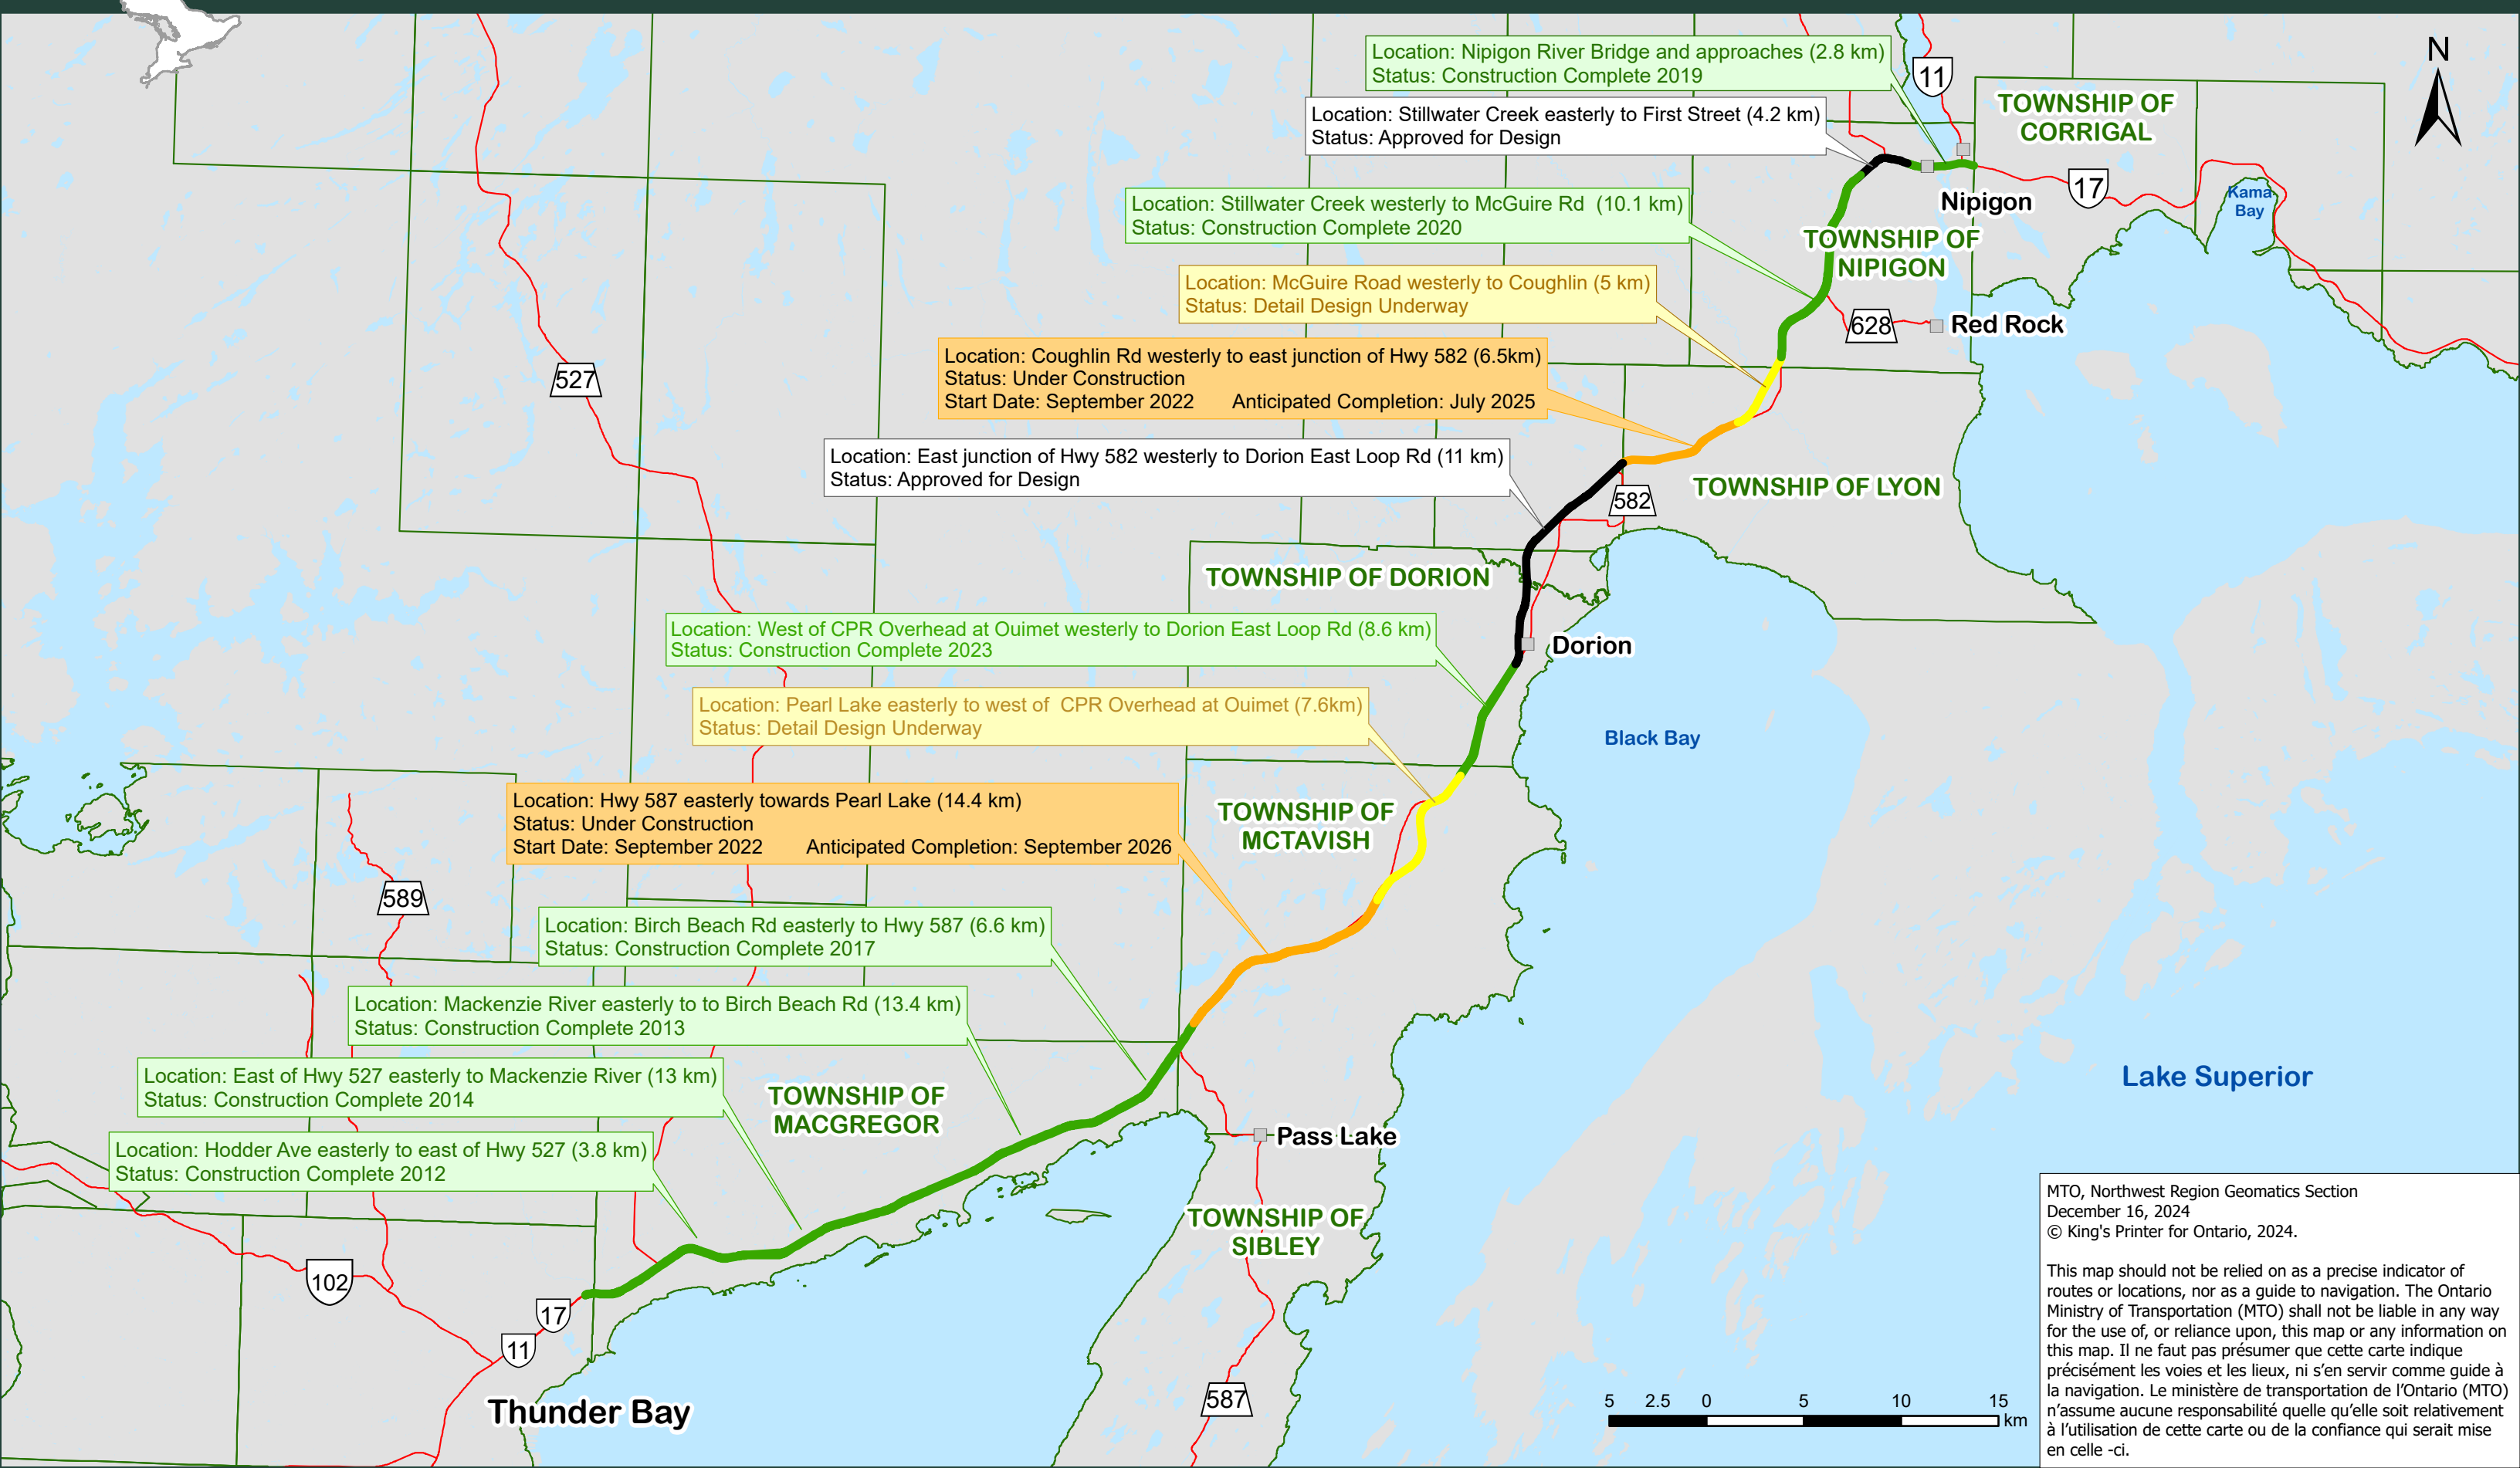 Location: Nipigon River Bridge and approaches (2.8 km)
Status: Construction Complete 2019
11
N
TOWNSHIP OF
CORRIGAL
Location: Stillwater Creek easterly to First Street (4.2 km)
Status: Approved for Design
17
Kama
Bay
Nipigon
Location: Stillwater Creek westerly to McGuire Rd  (10.1 km)
Status: Construction Complete 2020
TOWNSHIP OF
NIPIGON
Location: McGuire Road westerly to Coughlin (5 km)
Status: Detail Design Underway
628
Red Rock
Location: Coughlin Rd westerly to east junction of Hwy 582 (6.5km)
Status: Under Construction
Start Date: September 2022 Anticipated Completion: July 2025
527
Location: East junction of Hwy 582 westerly to Dorion East Loop Rd (11 km)
Status: Approved for Design
582
TOWNSHIP OF LYON
TOWNSHIP OF DORION
Location: West of CPR Overhead at Ouimet westerly to Dorion East Loop Rd (8.6 km)
Status: Construction Complete 2023
Dorion
Location: Pearl Lake easterly to west of  CPR Overhead at Ouimet (7.6km)
Status: Detail Design Underway
Black Bay
Location: Hwy 587 easterly towards Pearl Lake (14.4 km)
Status: Under Construction
Start Date: September 2022 Anticipated Completion: September 2026
TOWNSHIP OF
MCTAVISH
589
Location: Birch Beach Rd easterly to Hwy 587 (6.6 km)
Status: Construction Complete 2017
Location: Mackenzie River easterly to to Birch Beach Rd (13.4 km)
Status: Construction Complete 2013
Location: East of Hwy 527 easterly to Mackenzie River (13 km)
Status: Construction Complete 2014
TOWNSHIP OF
MACGREGOR
Lake Superior
Location: Hodder Ave easterly to east of Hwy 527 (3.8 km)
Status: Construction Complete 2012
Pass Lake
TOWNSHIP OF
SIBLEY
102
17
11
Thunder Bay
587
5 2.5 0 5 10 15
km
MTO, Northwest Region Geomatics Section
December 16, 2024
© King's Printer for Ontario, 2024.
This map should not be relied on as a precise indicator of
routes or locations, nor as a guide to navigation. The Ontario
Ministry of Transportation (MTO) shall not be liable in any way
for the use of, or reliance upon, this map or any information on
this map. Il ne faut pas présumer que cette carte indique
précisément les voies et les lieux, ni s’en servir comme guide à
la navigation. Le ministère de transportation de l’Ontario (MTO)
n’assume aucune responsabilité quelle qu’elle soit relativement
à l’utilisation de cette carte ou de la confiance qui serait mise
en celle -ci.